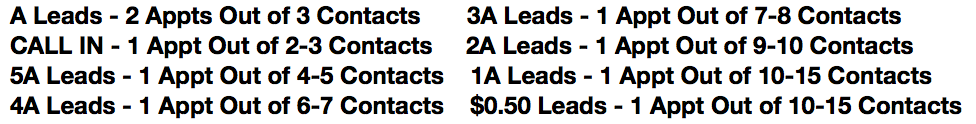 A Leads - 2 Appts Out of 3 Contacts
CALL IN - 1 Appt Out of 2-3 Contacts
5A Leads - 1 Appt Out of 4-5 Contacts
4A Leads - 1 Appt Out of 6-7 Contacts
3A Leads - 1 Appt Out of 7-8 Contacts
2A Leads - 1 Appt Out of 9-10 Contacts
1A Leads - 1 Appt Out of 10-15 Contacts
$0.50 Leads - 1 Appt Out of 10-15 Contacts